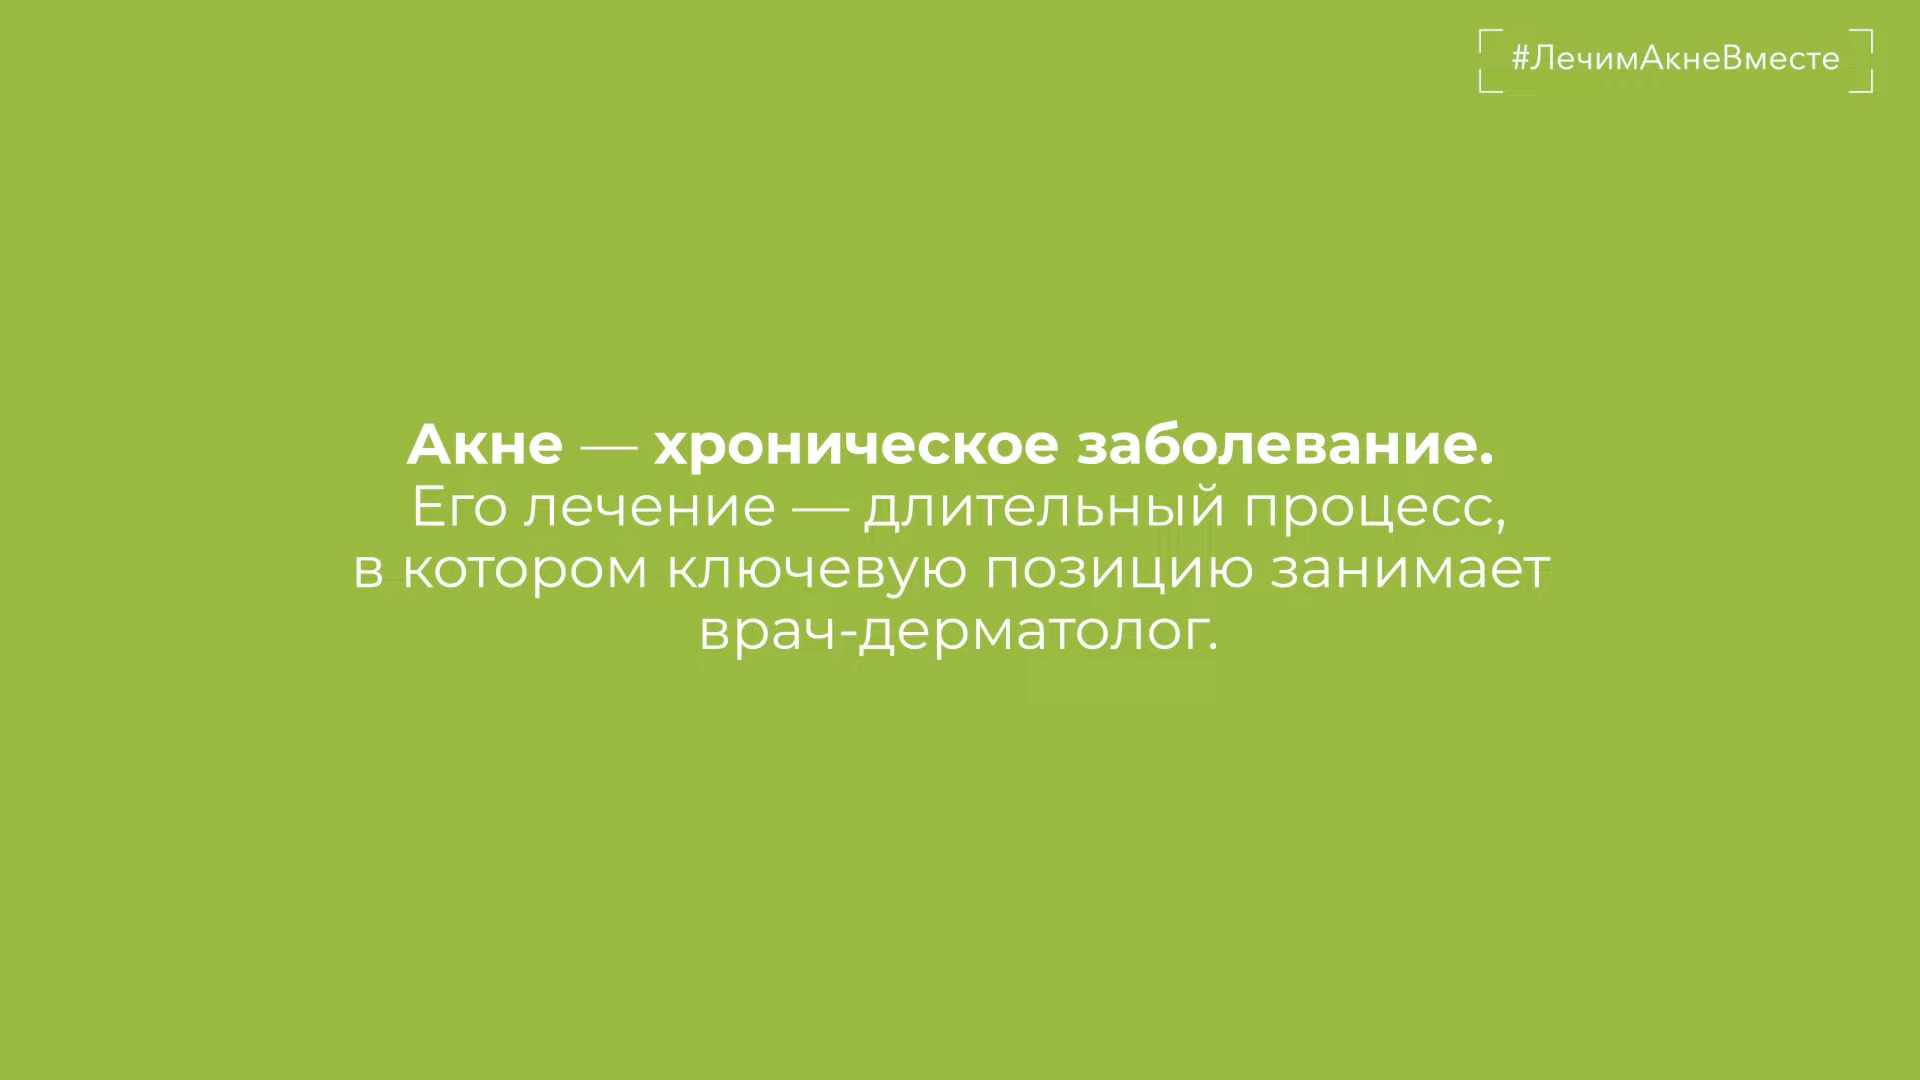 #ЛечимАкнеВместе
Акне — хроническое заболевание.
Его лечение — длительный процесс,
в котором ключевую позицию занимает
врач-дерматолог.